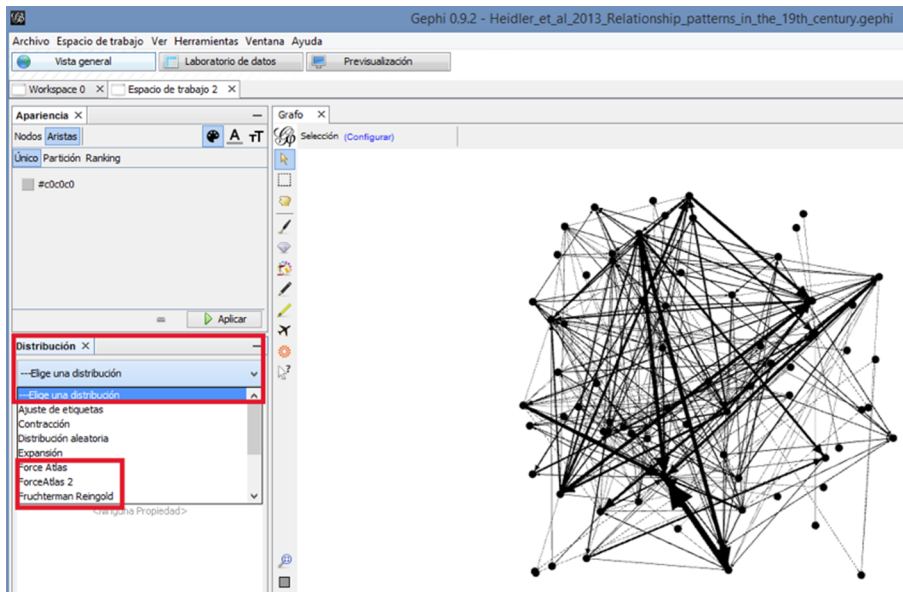 Gephi 0.9.2 - Heidler_et_al_2013_Relationship_patterns_in_the_19th_century.gephi
Archivo Espacio de trabajo Ver Herramientas Ventana Ayuda
Vista general Laboratorio de datos Previsualización
Workspace 0 Espacio de trabajo 2
Apariencia
Nodos Aristas
Único Partición Ranking
#c0c0c0
Aplicar
Distribución
---Elige una distribución
---Elige una distribución
Ajuste de etiquetas
Contracción
Distribución aleatoria
Expansión
Force Atlas
ForceAtlas 2
Fruchterman Reingold
<Ninguna Propiedad>
Grafo
Selección (Configurar)